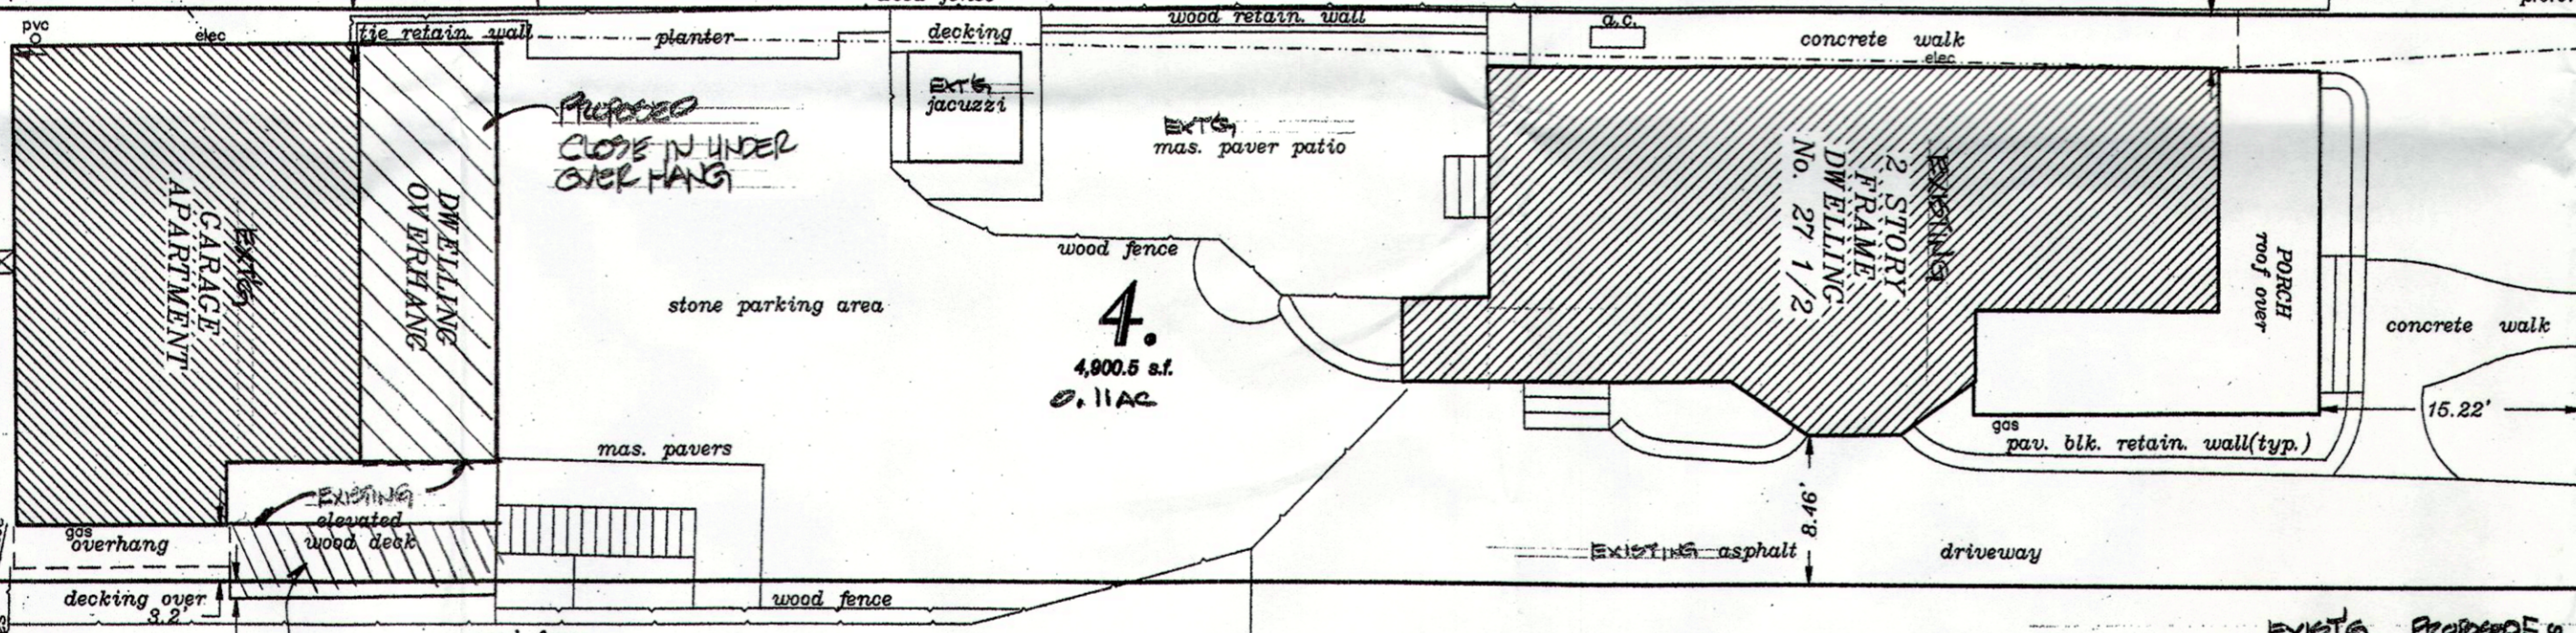 wood fence
pvc
elec
tie retain. wall
planter
decking
wood retain. wall
a.c.
concrete walk
elec
EXT'G
jacuzzi
PROPOSED
CLOSE IN UNDER
OVER HANG
EXT'G
mas. paver patio
EXISTING
2 STORY
FRAME
DWELLING
No. 27 1/2
PORCH
roof over
EXT'G
GARAGE
APARTMENT
DWELLING
OVERHANG
wood fence
stone parking area
4.
4,900.5 s.f.
0.11AC
concrete walk
15.22'
gas
pav. blk. retain. wall(typ.)
mas. pavers
EXISTING
elevated
wood deck
gas
overhang
8.46'
EXISTING asphalt driveway
decking over
3.2'
wood fence
EXIST'G PROPOSED